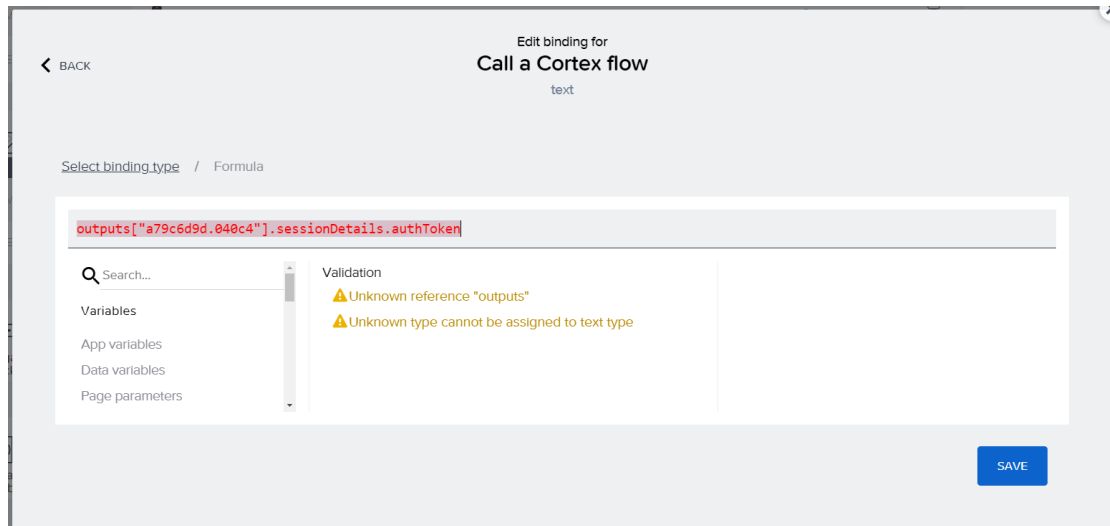 Edit binding for
BACK
Call a Cortex flow
text
Select binding type / Formula
outputs["a79c6d9d.040c4"].sessionDetails.authToken
Search...
Validation
Unknown reference "outputs"
Variables
Unknown type cannot be assigned to text type
App variables
Data variables
Page parameters
SAVE